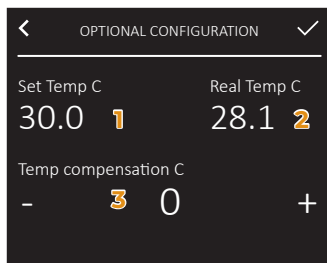 OPTIONAL CONFIGURATION
Set Temp C Real Temp C
30.0 1 28.1 2
Temp compensation C
- 3 0 +